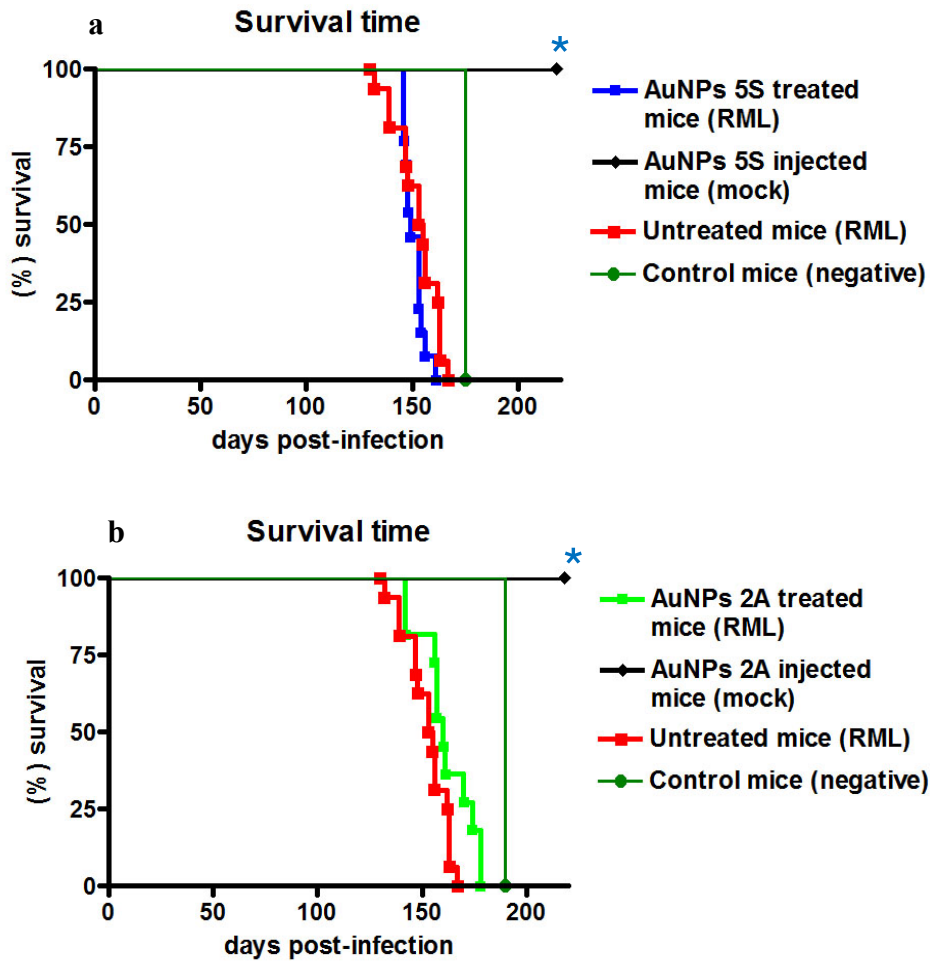 a
Survival time
*
100
75
50
25
0
(%) survival
0 50 100 150 200
days post-infection
AuNPs 5S treated
mice (RML)
AuNPs 5S injected
mice (mock)
Untreated mice (RML)
Control mice (negative)
b
Survival time
*
100
75
50
25
0
(%) survival
0 50 100 150 200
days post-infection
AuNPs 2A treated
mice (RML)
AuNPs 2A injected
mice (mock)
Untreated mice (RML)
Control mice (negative)